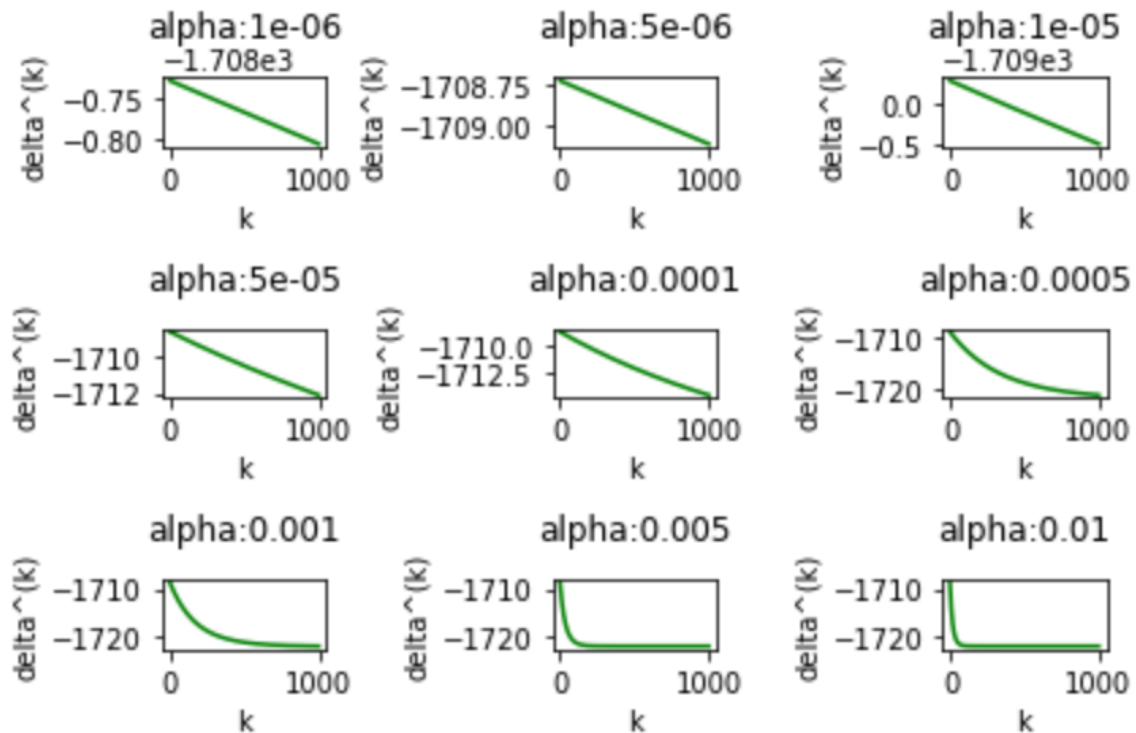 alpha:1e-06
−1.708e3
delta^(k)
−0.75
−0.80
0
1000
k
alpha:5e-06
delta^(k)
−1708.75
−1709.00
0
1000
k
alpha:1e-05
−1.709e3
delta^(k)
0.0
−0.5
0
1000
k
alpha:5e-05
delta^(k)
−1710
−1712
0
1000
k
alpha:0.0001
delta^(k)
−1710.0
−1712.5
0
1000
k
alpha:0.0005
delta^(k)
−1710
−1720
0
1000
k
alpha:0.001
delta^(k)
−1710
−1720
0
1000
k
alpha:0.005
delta^(k)
−1710
−1720
0
1000
k
alpha:0.01
delta^(k)
−1710
−1720
0
1000
k